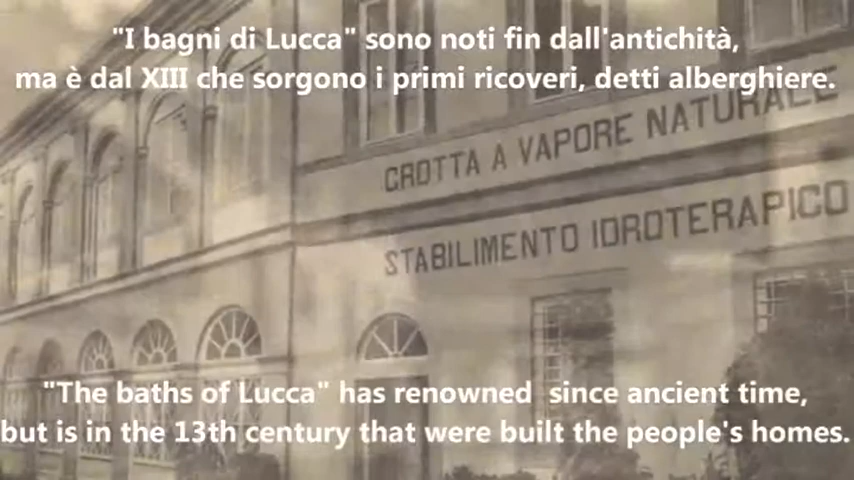 "I bagni di Lucca" sono noti fin dall'antichità,
ma è dal XIII che sorgono i primi ricoveri, detti alberghiere.
GROTTA A VAPORE NATURALE
STABILIMENTO IDROTERAPICO
"The baths of Lucca" has renowned since ancient time,
but is in the 13th century that were built the people's homes.